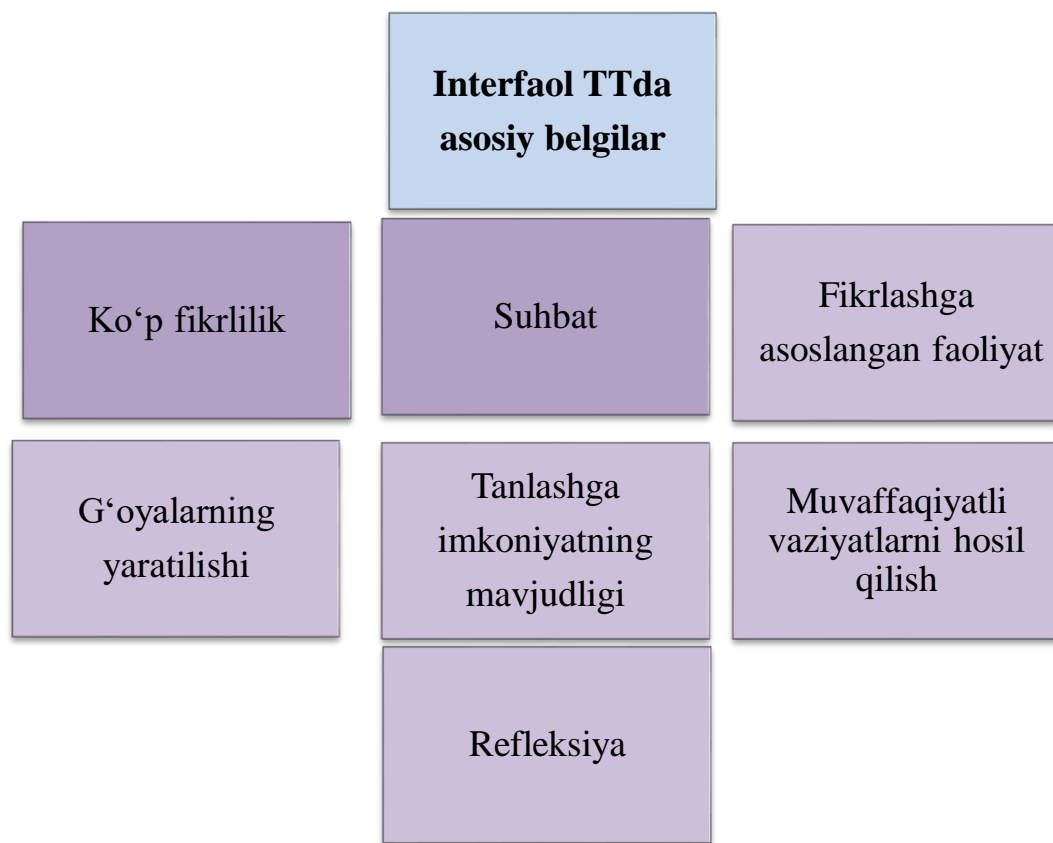 Interfaol TTda
asosiy belgilar
Ko‘p fikrlilik
Suhbat
Fikrlashga
asoslangan faoliyat
G‘oyalarning
yaratilishi
Tanlashga
imkoniyatning
mavjudligi
Muvaffaqiyatli
vaziyatlarni hosil
qilish
Refleksiya